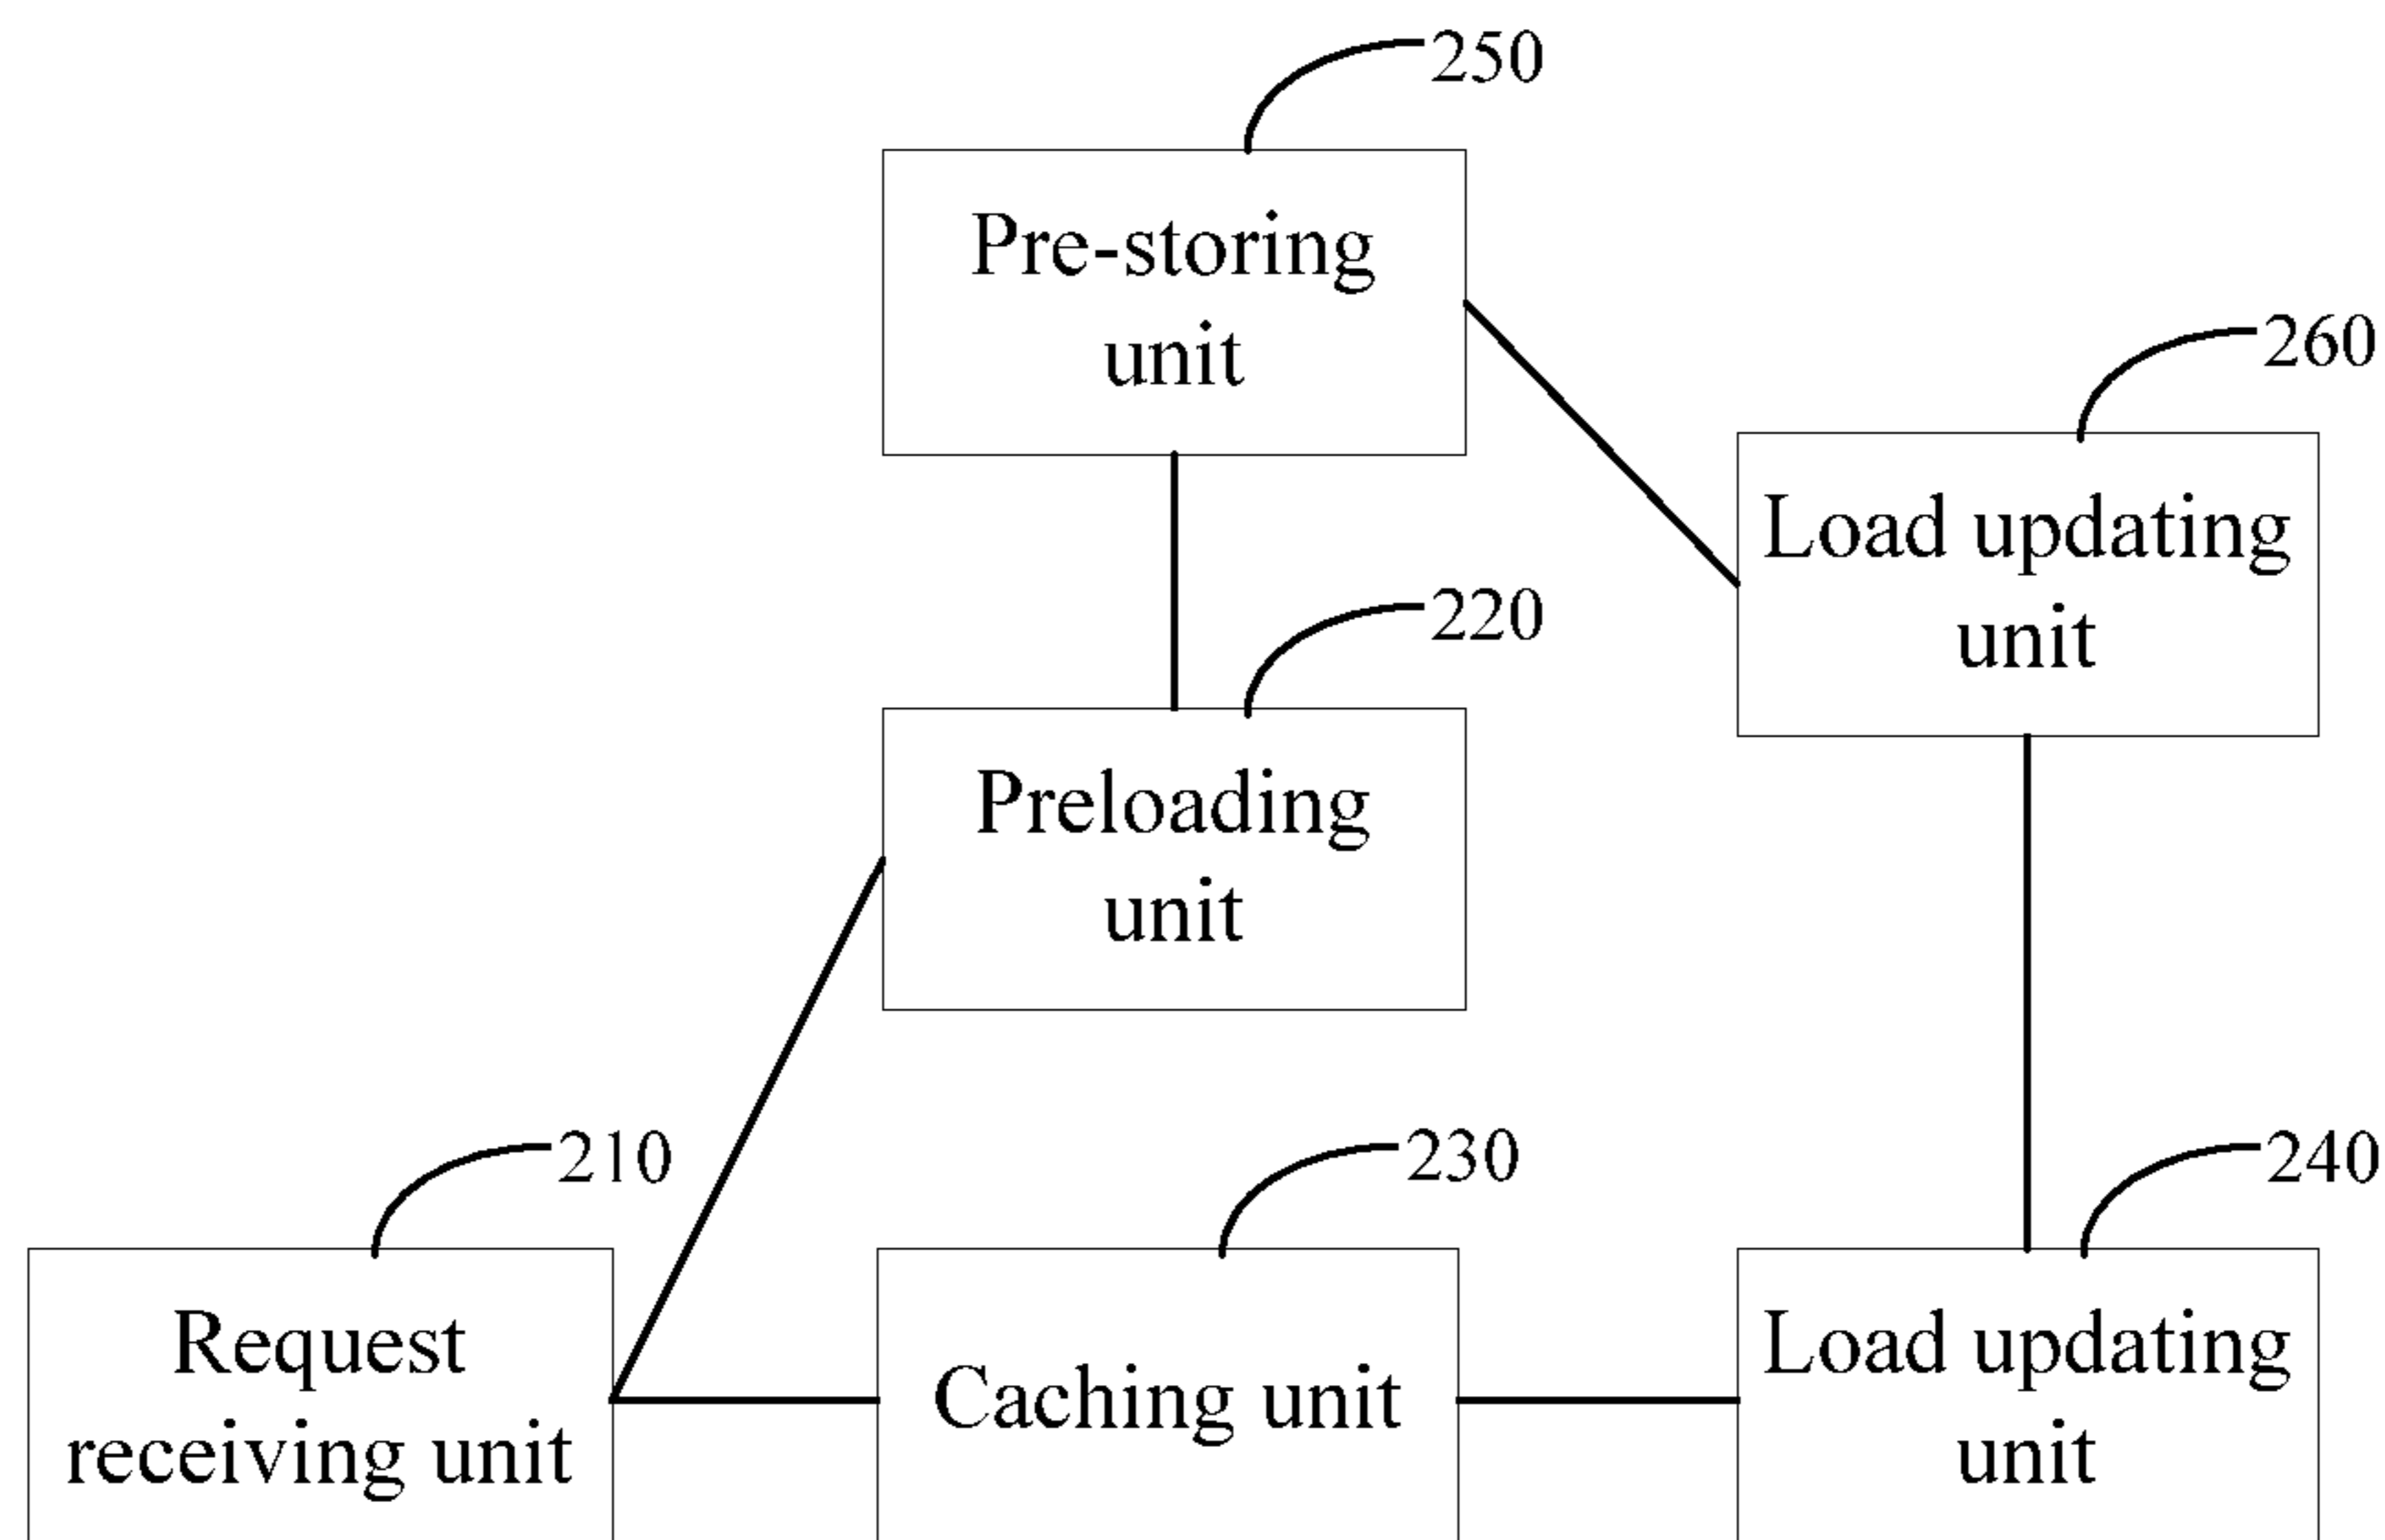 250
Pre-storing
unit
260
Load updating
unit
220
Preloading
unit
210
230
240
Request
receiving unit
Caching unit
Load updating
unit